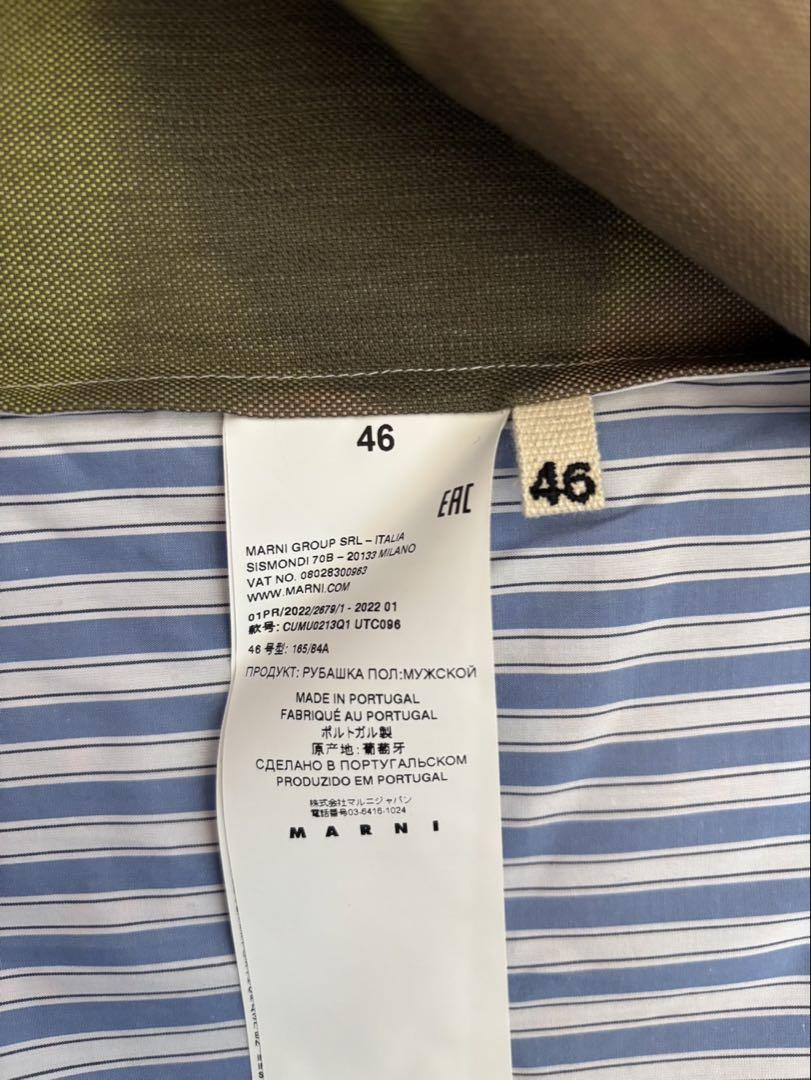 46
46
EAC
MARNI GROUP SRL – ITALIA
SISMONDI 70B – 20133 MILANO
VAT NO. 08028300963
WWW.MARNI.COM
01PR/2022/2679/1 - 2022 01
款号: CUMU0213Q1 UTC096
46 号型: 165/84A
ПРОДУКТ: РУБАШКА ПОЛ:МУЖСКОЙ
MADE IN PORTUGAL
FABRIQUÉ AU PORTUGAL
ポルトガル製
原产地: 葡萄牙
СДЕЛАНО В ПОРТУГАЛЬСКОМ
PRODUZIDO EM PORTUGAL
株式会社マルニジャパン
電話番号03-6416-1024
MARNI